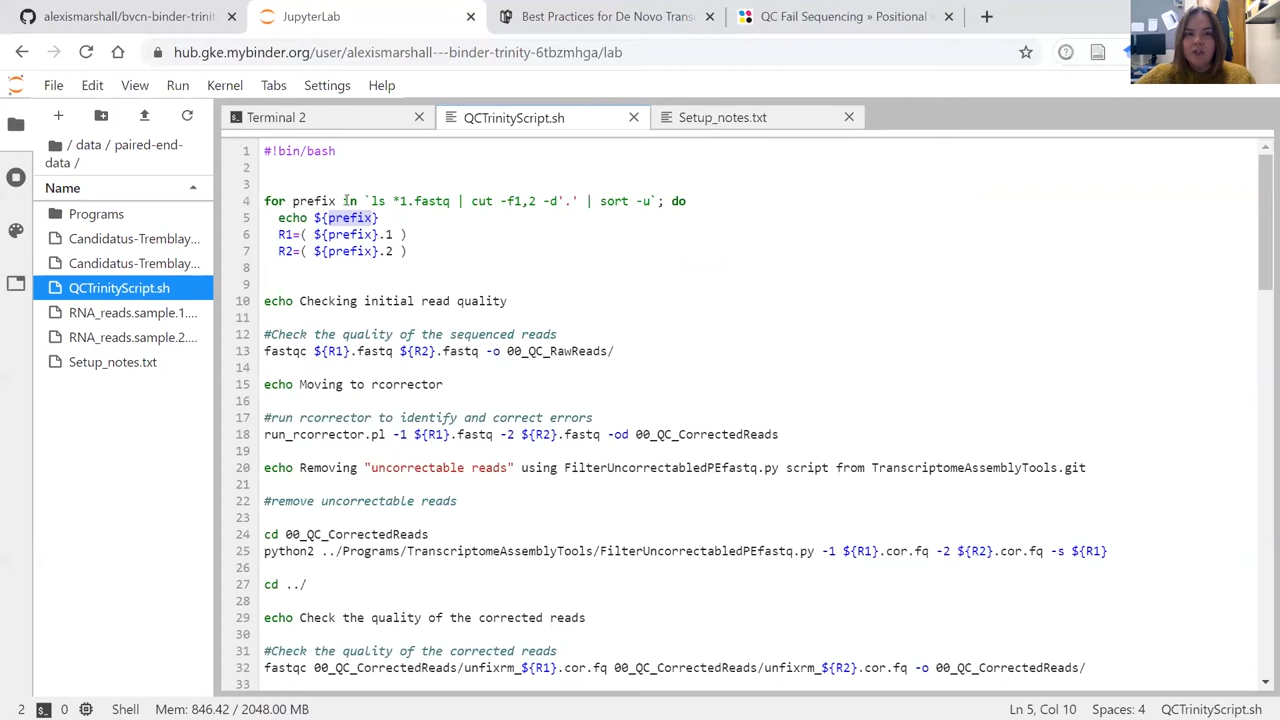 alexismarshall/bvcn-binder-trinit
JupyterLab
Best Practices for De Novo Trans
QC Fail Sequencing » Positional
hub.gke.mybinder.org/user/alexismarshall---binder-trinity-6tbzmhga/lab
File Edit View Run Kernel Tabs Settings Help
Terminal 2
QCTrinityScript.sh
Setup_notes.txt
/ data / paired-end-
data /
Name
Programs
Candidatus-Tremblay...
Candidatus-Tremblay...
QCTrinityScript.sh
RNA_reads.sample.1....
RNA_reads.sample.2....
Setup_notes.txt
1 #!bin/bash
2
3
4 for prefix in `ls *1.fastq | cut -f1,2 -d'.' | sort -u`; do
5 echo ${prefix}
6 R1=( ${prefix}.1 )
7 R2=( ${prefix}.2 )
8
9
10 echo Checking initial read quality
11
12 #Check the quality of the sequenced reads
13 fastqc ${R1}.fastq ${R2}.fastq -o 00_QC_RawReads/
14
15 echo Moving to rcorrector
16
17 #run rcorrector to identify and correct errors
18 run_rcorrector.pl -1 ${R1}.fastq -2 ${R2}.fastq -od 00_QC_CorrectedReads
19
20 echo Removing "uncorrectable reads" using FilterUncorrectabledPEfastq.py script from TranscriptomeAssemblyTools.git
21
22 #remove uncorrectable reads
23
24 cd 00_QC_CorrectedReads
25 python2 ../Programs/TranscriptomeAssemblyTools/FilterUncorrectabledPEfastq.py -1 ${R1}.cor.fq -2 ${R2}.cor.fq -s ${R1}
26
27 cd ../
28
29 echo Check the quality of the corrected reads
30
31 #Check the quality of the corrected reads
32 fastqc 00_QC_CorrectedReads/unfixrm_${R1}.cor.fq 00_QC_CorrectedReads/unfixrm_${R2}.cor.fq -o 00_QC_CorrectedReads/
33
2 0 Shell Mem: 846.42 / 2048.00 MB Ln 5, Col 10 Spaces: 4 QCTrinityScript.sh